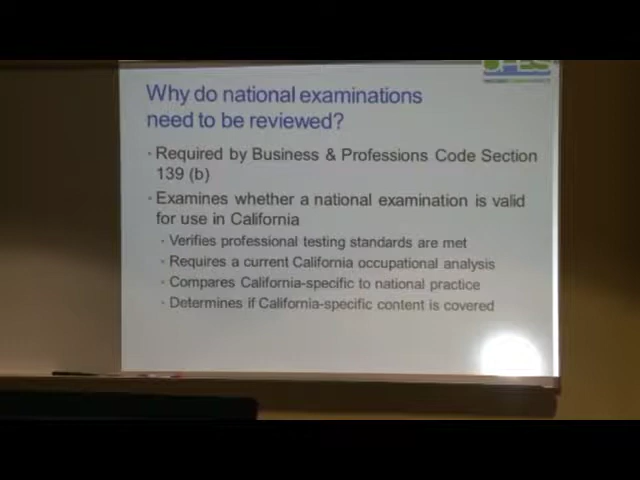 Why do national examinations
need to be reviewed?
• Required by Business & Professions Code Section
139 (b)
• Examines whether a national examination is valid
for use in California
• Verifies professional testing standards are met
• Requires a current California occupational analysis
• Compares California-specific to national practice
• Determines if California-specific content is covered